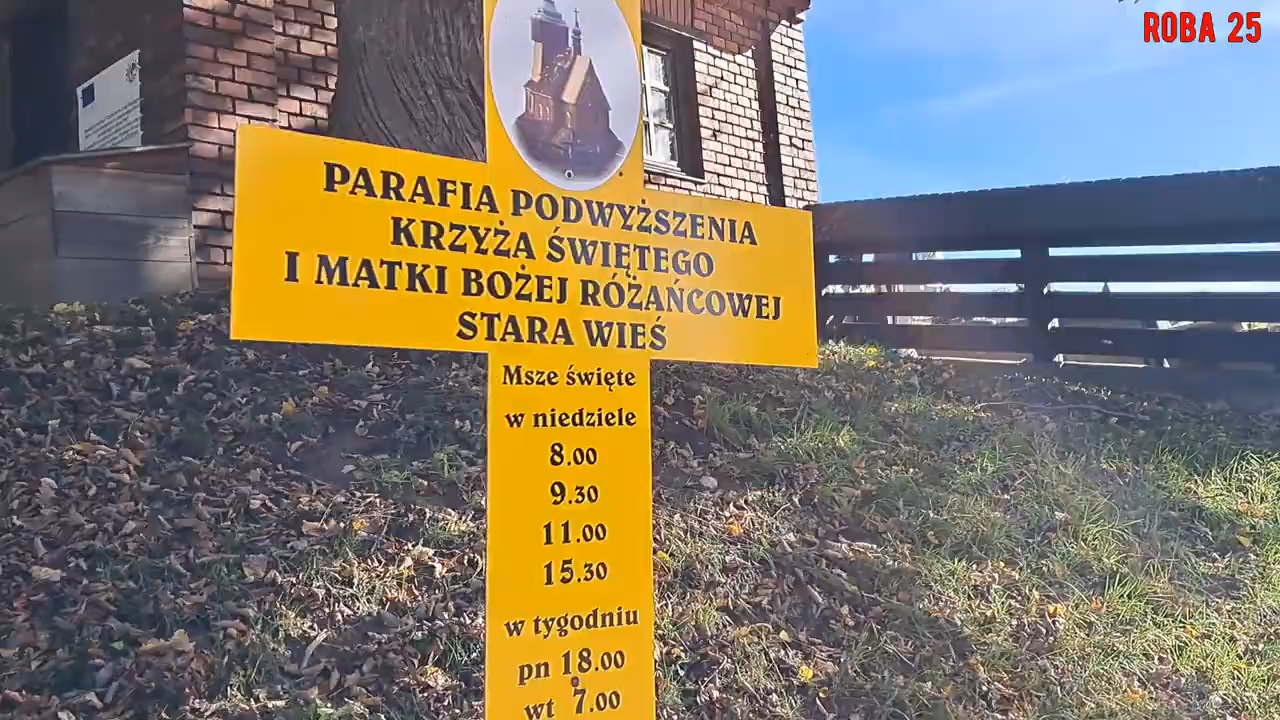 ROBA 25
PARAFIA PODWYŻSZENIA
KRZYŻA ŚWIĘTEGO
I MATKI BOŻEJ RÓŻAŃCOWEJ
STARA WIEŚ
Msze święte
w niedziele
8.00
9.30
11.00
15.30
w tygodniu
pn 18.00
wt 7.00